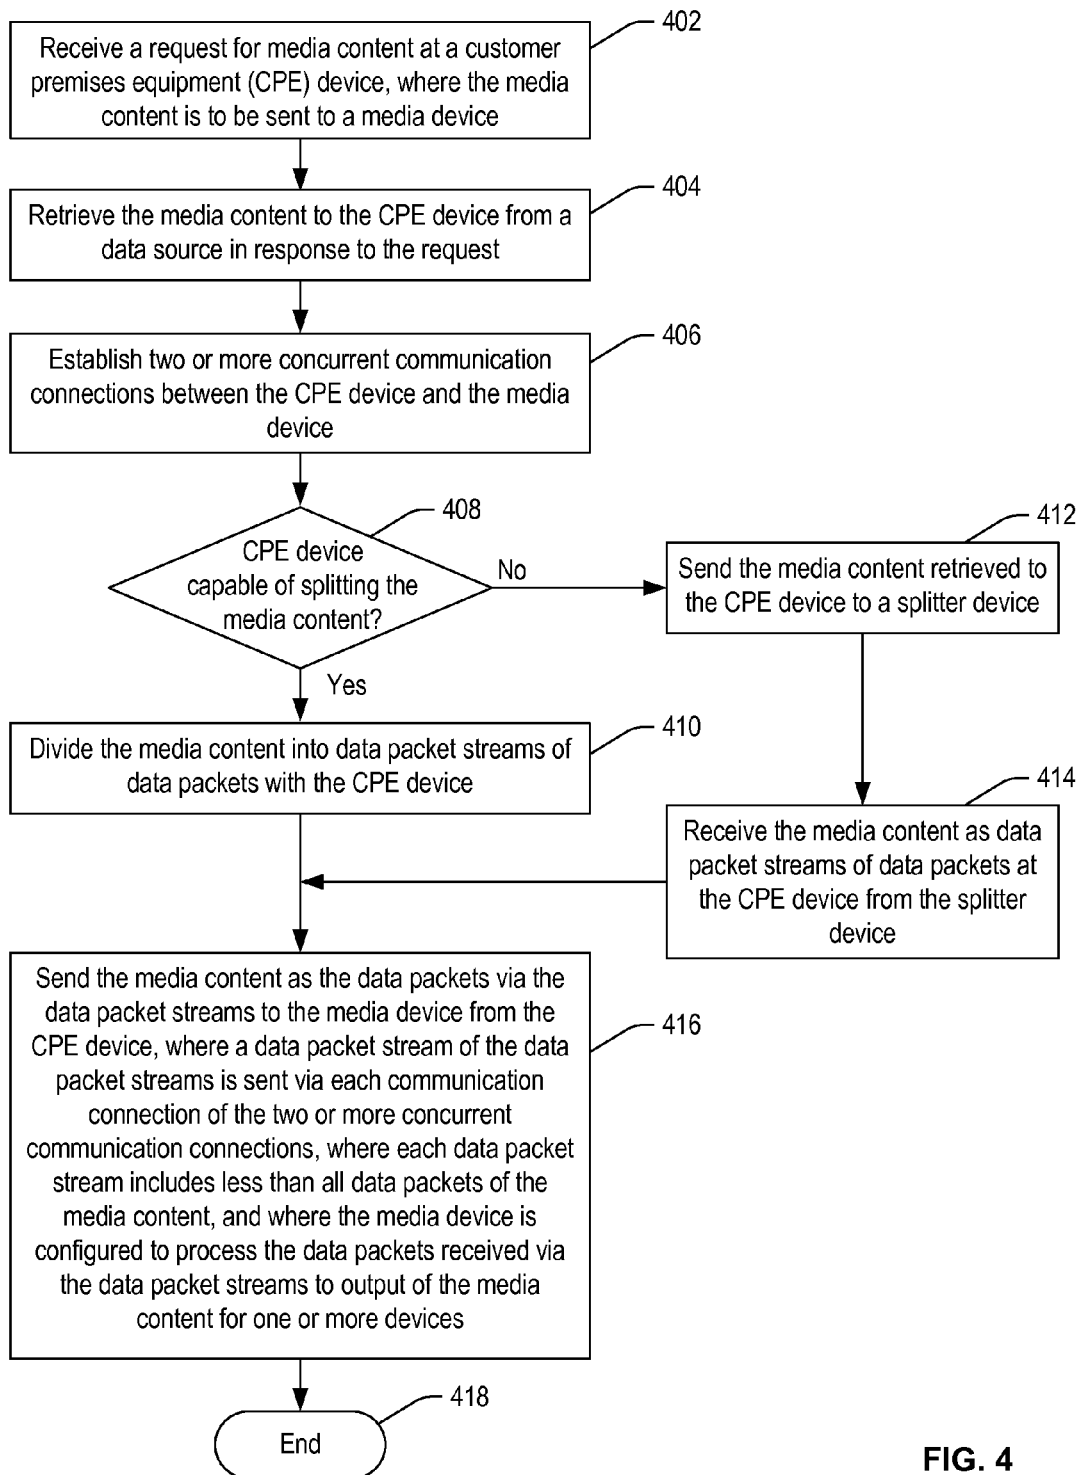 402
Receive a request for media content at a customer
premises equipment (CPE) device, where the media
content is to be sent to a media device
404
Retrieve the media content to the CPE device from a
data source in response to the request
406
Establish two or more concurrent communication
connections between the CPE device and the media
device
408
CPE device
capable of splitting the
media content?
No
Yes
412
Send the media content retrieved to
the CPE device to a splitter device
410
Divide the media content into data packet streams of
data packets with the CPE device
414
Receive the media content as data
packet streams of data packets at
the CPE device from the splitter
device
416
Send the media content as the data packets via the
data packet streams to the media device from the
CPE device, where a data packet stream of the data
packet streams is sent via each communication
connection of the two or more concurrent
communication connections, where each data packet
stream includes less than all data packets of the
media content, and where the media device is
configured to process the data packets received via
the data packet streams to output of the media
content for one or more devices
418
End
FIG. 4